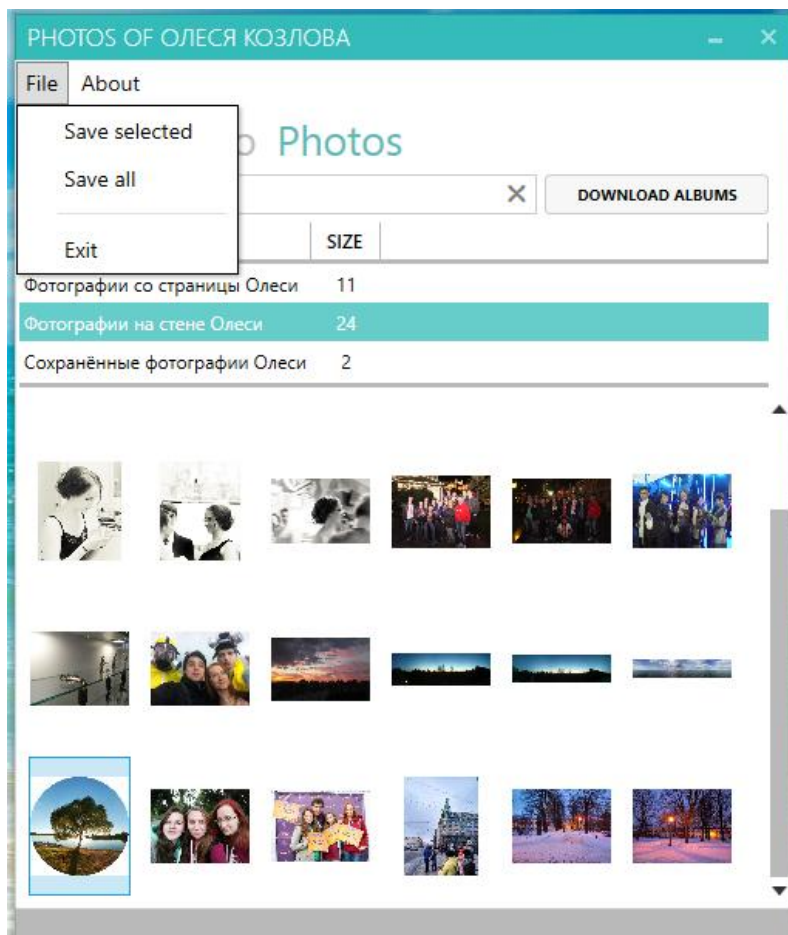 PHOTOS OF ОЛЕСЯ КОЗЛОВА
File About
Save selected
Save all
Exit
Photos
DOWNLOAD ALBUMS
SIZE
Фотографии со страницы Олеси 11
Фотографии на стене Олеси 24
Сохранённые фотографии Олеси 2